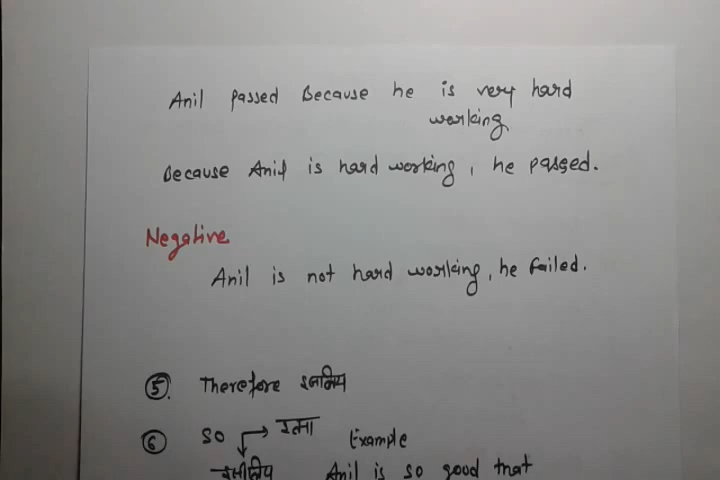 Anil passed Because he is very hard
working
Because Anil is hard working, he passed.
Negative
Anil is not hard working, he failed.
5. Therefore इसलिए
6 SO इतना Example
इसीलिए Anil is so good that